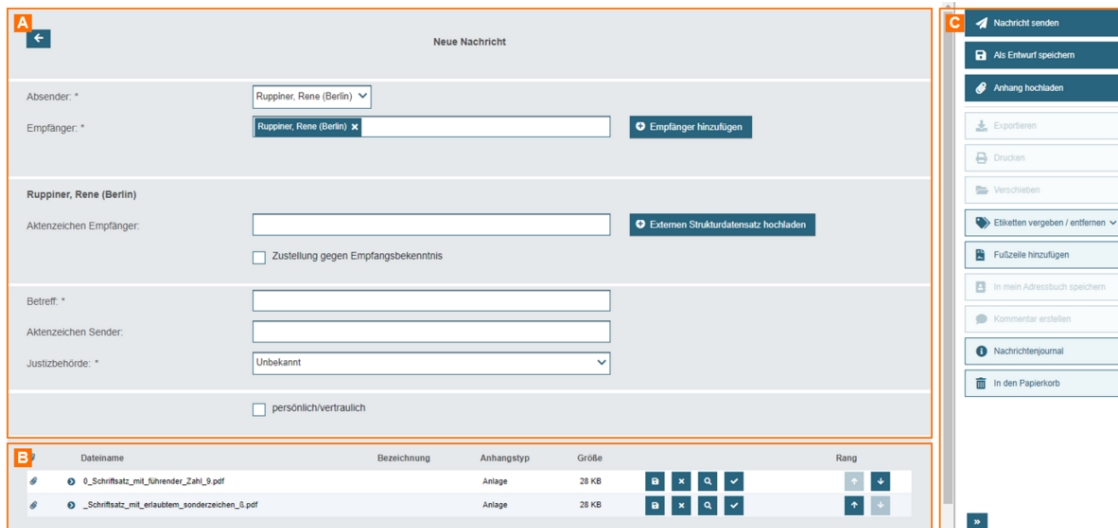 A
Neue Nachricht
Absender: *
Ruppiner, Rene (Berlin)
Empfänger: *
Ruppiner, Rene (Berlin) x
Empfänger hinzufügen
Ruppiner, Rene (Berlin)
Aktenzeichen Empfänger:
Externen Strukturdatensatz hochladen
Zustellung gegen Empfangsbekenntnis
Betreff: *
Aktenzeichen Sender:
Justizbehörde: *
Unbekannt
persönlich/vertraulich
B
Dateiname Bezeichnung Anhangstyp Größe Rang
0_Schriftsatz_mit_führender_Zahl_9.pdf Anlage 28 KB
_Schriftsatz_mit_erlaubtem_sonderzeichen_ß.pdf Anlage 28 KB
C
Nachricht senden
Als Entwurf speichern
Anhang hochladen
Exportieren
Drucken
Verschieben
Etiketten vergeben / entfernen
Fußzeile hinzufügen
In mein Adressbuch speichern
Kommentar erstellen
Nachrichtenjournal
In den Papierkorb